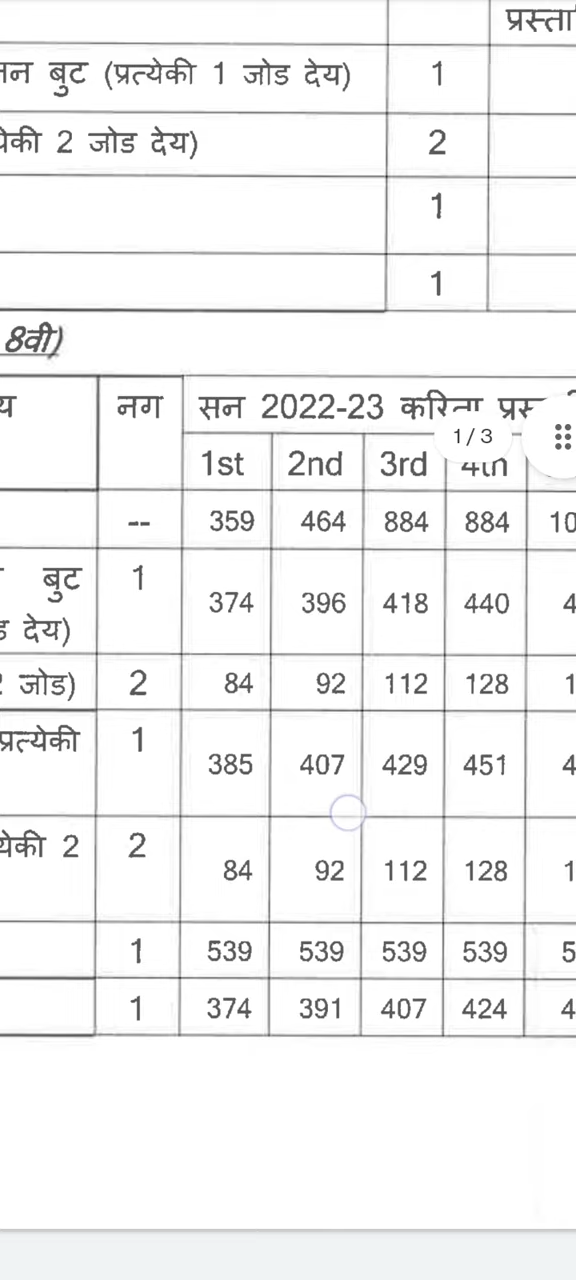 प्रस्ता
बुट (प्रत्येकी 1 जोड देय) 1
2 जोड देय) 2
1
1
8वी)
नग सन 2022-23
1/3
1st 2nd 3rd 4th
-- 359 464 884 884 10
बुट 1 374 396 418 440 4
देय)
जोड) 2 84 92 112 128 1
प्रत्येकी 1 385 407 429 451 4
2 2 84 92 112 128 1
1 539 539 539 539 5
1 374 391 407 424 4